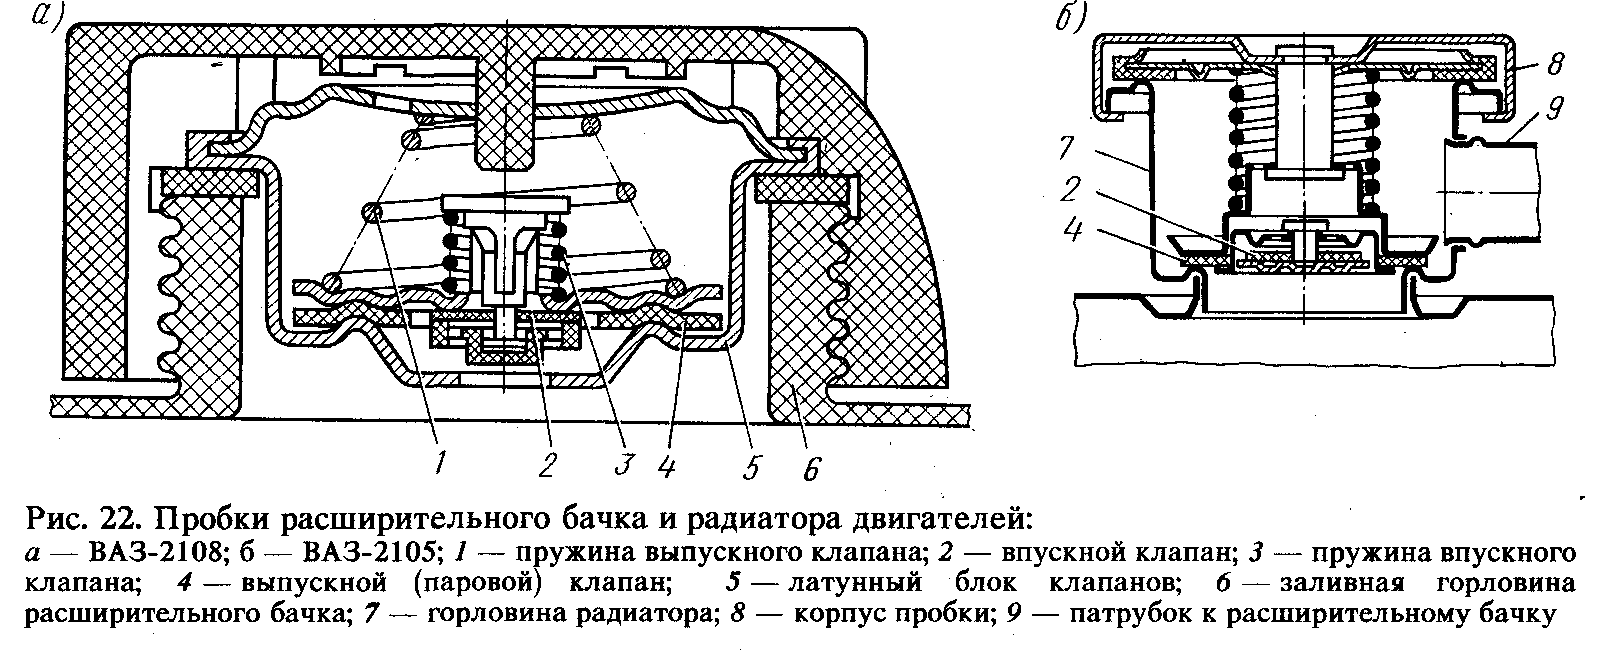 а)
б)
8
9
7
2
4
1
2
3
4
5
6
Рис. 22. Пробки расширительного бачка и радиатора двигателей:
а — ВАЗ-2108; б — ВАЗ-2105; 1 — пружина выпускного клапана; 2 — впускной клапан; 3 — пружина впускного
клапана; 4 — выпускной (паровой) клапан; 5 — латунный блок клапанов; 6 — заливная горловина
расширительного бачка; 7 — горловина радиатора; 8 — корпус пробки; 9 — патрубок к расширительному бачку